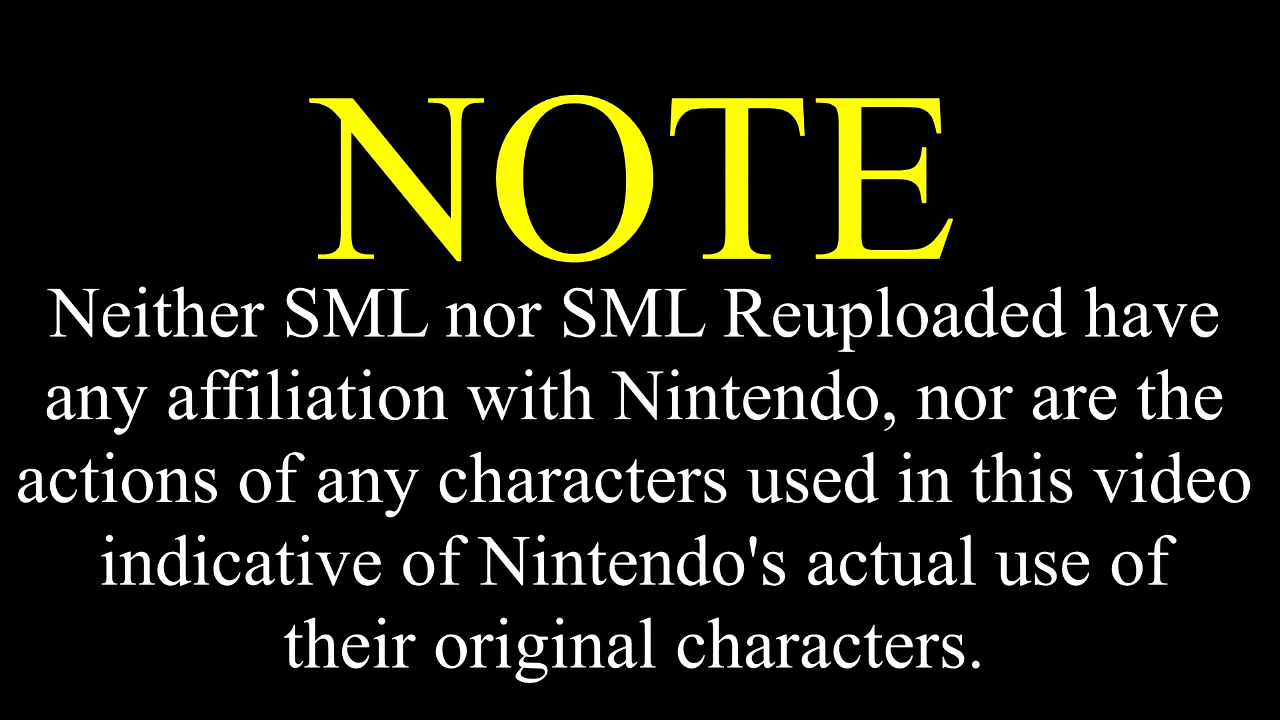 NOTE
Neither SML nor SML Reuploaded have
any affiliation with Nintendo, nor are the
actions of any characters used in this video
indicative of Nintendo's actual use of
their original characters.